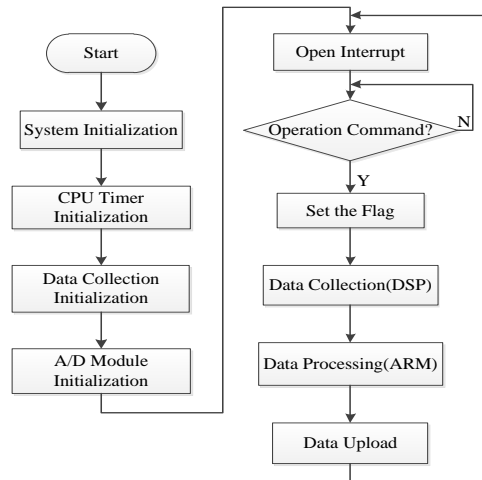 Start
System Initialization
CPU Timer
Initialization
Data Collection
Initialization
A/D Module
Initialization
Open Interrupt
Operation Command?
N
Y
Set the Flag
Data Collection(DSP)
Data Processing(ARM)
Data Upload